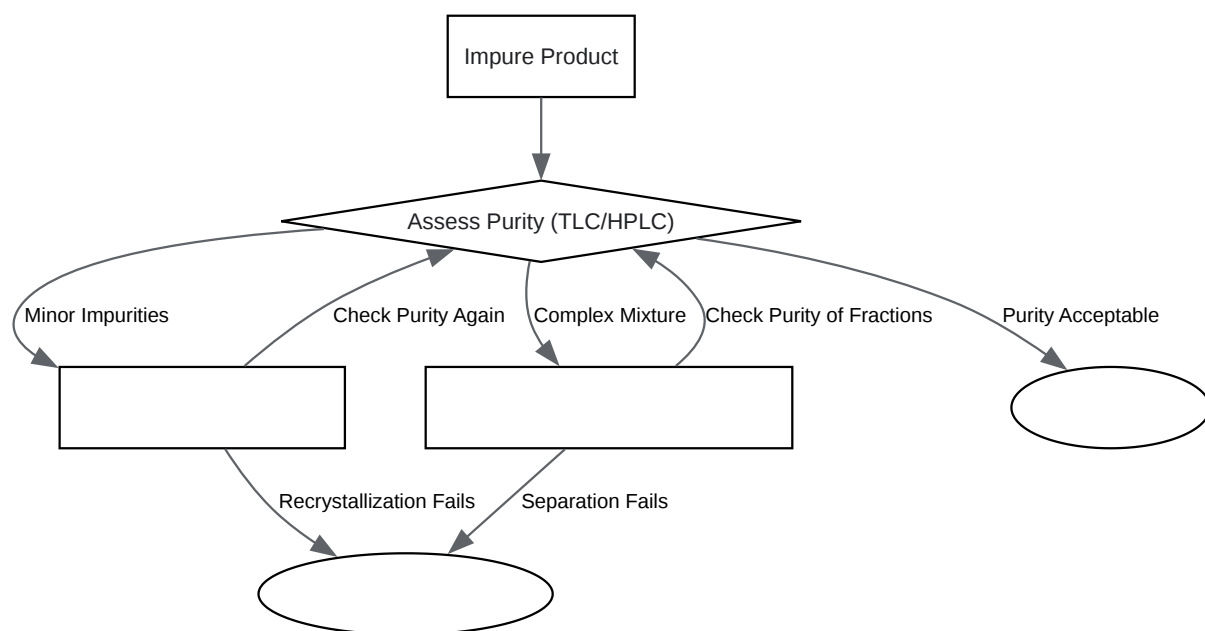 Impure Product
Assess Purity (TLC/HPLC)
Minor Impurities
Check Purity Again
Complex Mixture
Check Purity of Fractions
Purity Acceptable
Recrystallization Fails
Separation Fails